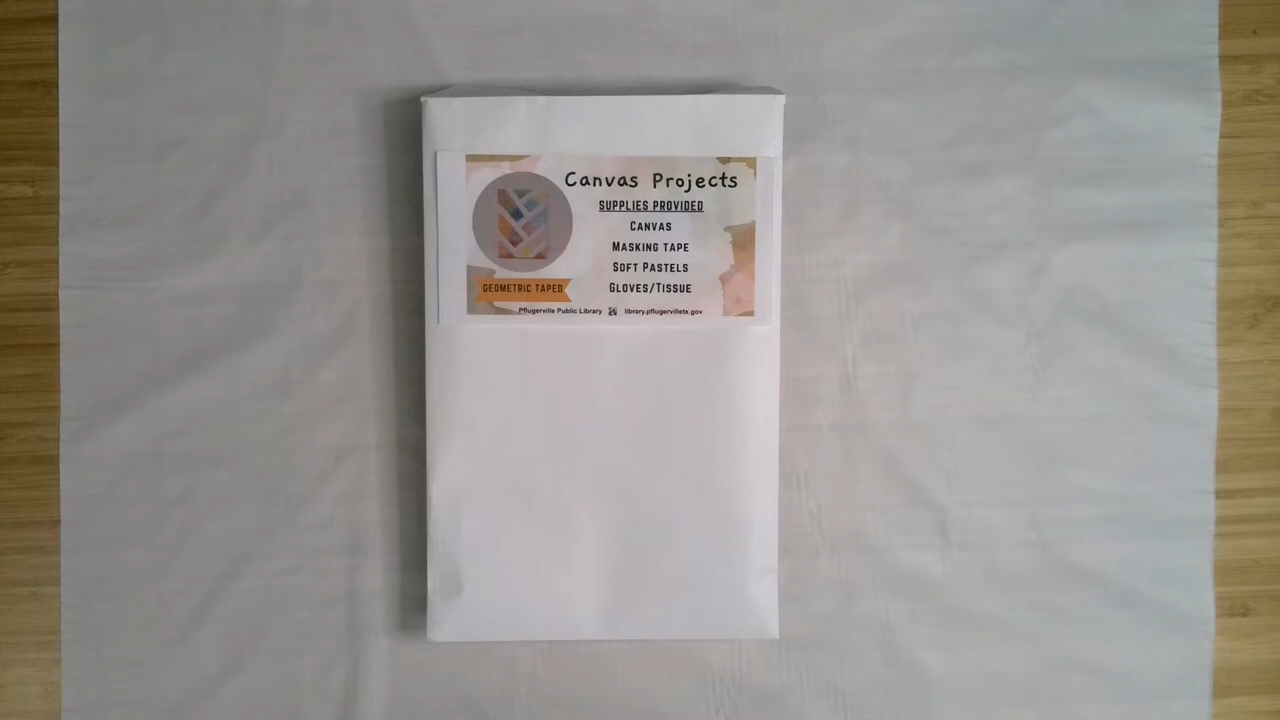 Canvas Projects
SUPPLIES PROVIDED
CANVAS
MASKING TAPE
SOFT PASTELS
GLOVES/TISSUE
GEOMETRIC TAPED
Pflugerville Public Library library.pflugervilletx.gov